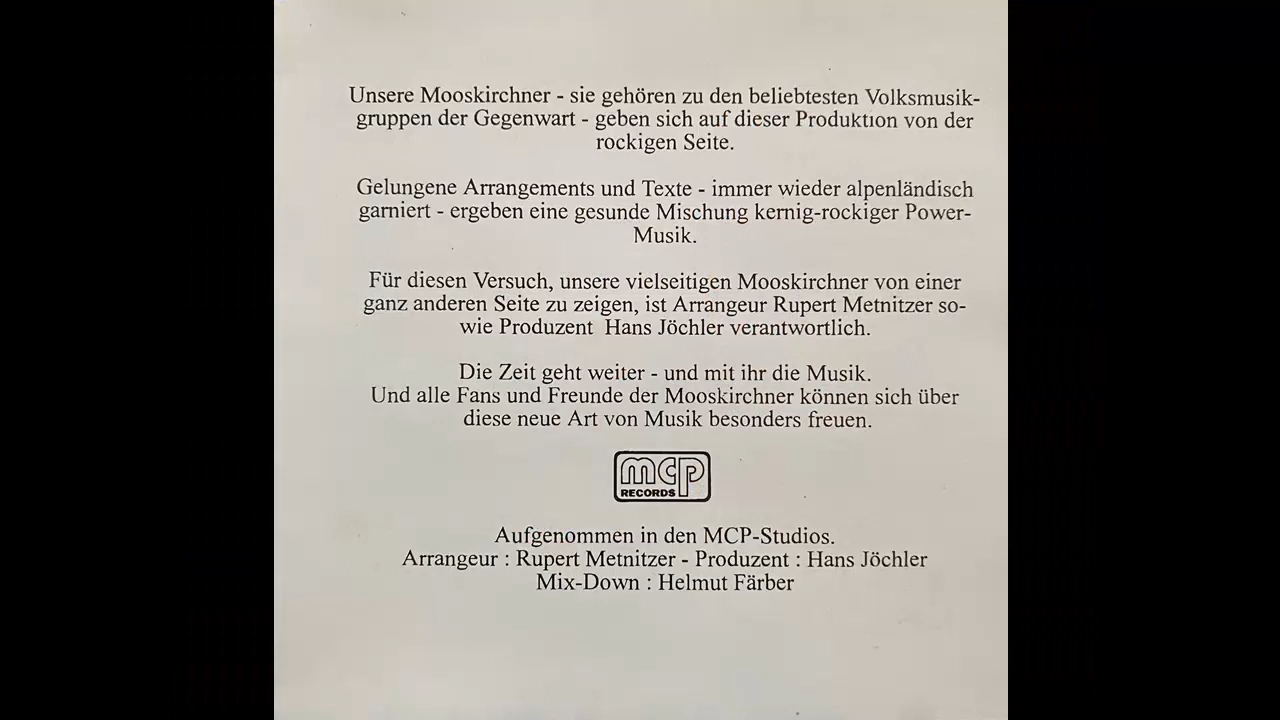 Unsere Mooskirchner - sie gehören zu den beliebtesten Volksmusik-
gruppen der Gegenwart - geben sich auf dieser Produktion von der
rockigen Seite.
Gelungene Arrangements und Texte - immer wieder alpenländisch
garniert - ergeben eine gesunde Mischung kernig-rockiger Power-
Musik.
Für diesen Versuch, unsere vielseitigen Mooskirchner von einer
ganz anderen Seite zu zeigen, ist Arrangeur Rupert Metnitzer so-
wie Produzent Hans Jöchler verantwortlich.
Die Zeit geht weiter - und mit ihr die Musik.
Und alle Fans und Freunde der Mooskirchner können sich über
diese neue Art von Musik besonders freuen.
mcp
RECORDS
Aufgenommen in den MCP-Studios.
Arrangeur : Rupert Metnitzer - Produzent : Hans Jöchler
Mix-Down : Helmut Färber